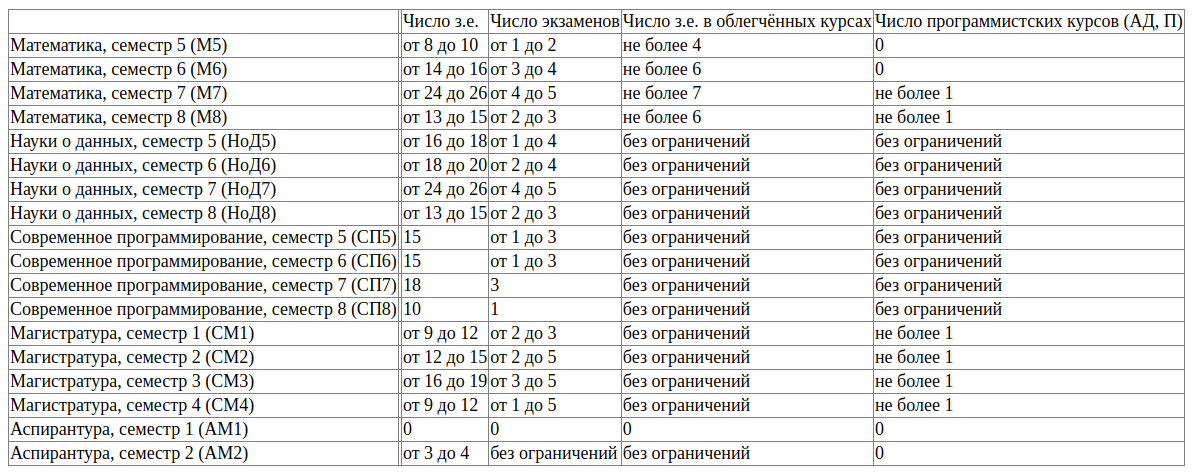 Число з.е. Число экзаменов Число з.е. в облегчённых курсах Число программистских курсов (АД, П)
Математика, семестр 5 (М5) от 8 до 10 от 1 до 2 не более 4 0
Математика, семестр 6 (М6) от 14 до 16 от 3 до 4 не более 6 0
Математика, семестр 7 (М7) от 24 до 26 от 4 до 5 не более 7 не более 1
Математика, семестр 8 (М8) от 13 до 15 от 2 до 3 не более 6 не более 1
Науки о данных, семестр 5 (НоД5) от 16 до 18 от 1 до 4 без ограничений без ограничений
Науки о данных, семестр 6 (НоД6) от 18 до 20 от 2 до 4 без ограничений без ограничений
Науки о данных, семестр 7 (НоД7) от 24 до 26 от 4 до 5 без ограничений без ограничений
Науки о данных, семестр 8 (НоД8) от 13 до 15 от 2 до 3 без ограничений без ограничений
Современное программирование, семестр 5 (СП5) 15 от 1 до 3 без ограничений без ограничений
Современное программирование, семестр 6 (СП6) 15 от 1 до 3 без ограничений без ограничений
Современное программирование, семестр 7 (СП7) 18 3 без ограничений без ограничений
Современное программирование, семестр 8 (СП8) 10 1 без ограничений без ограничений
Магистратура, семестр 1 (СМ1) от 9 до 12 от 2 до 3 без ограничений не более 1
Магистратура, семестр 2 (СМ2) от 12 до 15 от 2 до 5 без ограничений не более 1
Магистратура, семестр 3 (СМ3) от 16 до 19 от 3 до 5 без ограничений не более 1
Магистратура, семестр 4 (СМ4) от 9 до 12 от 1 до 5 без ограничений не более 1
Аспирантура, семестр 1 (АМ1) 0 0 0 0
Аспирантура, семестр 2 (АМ2) от 3 до 4 без ограничений без ограничений 0